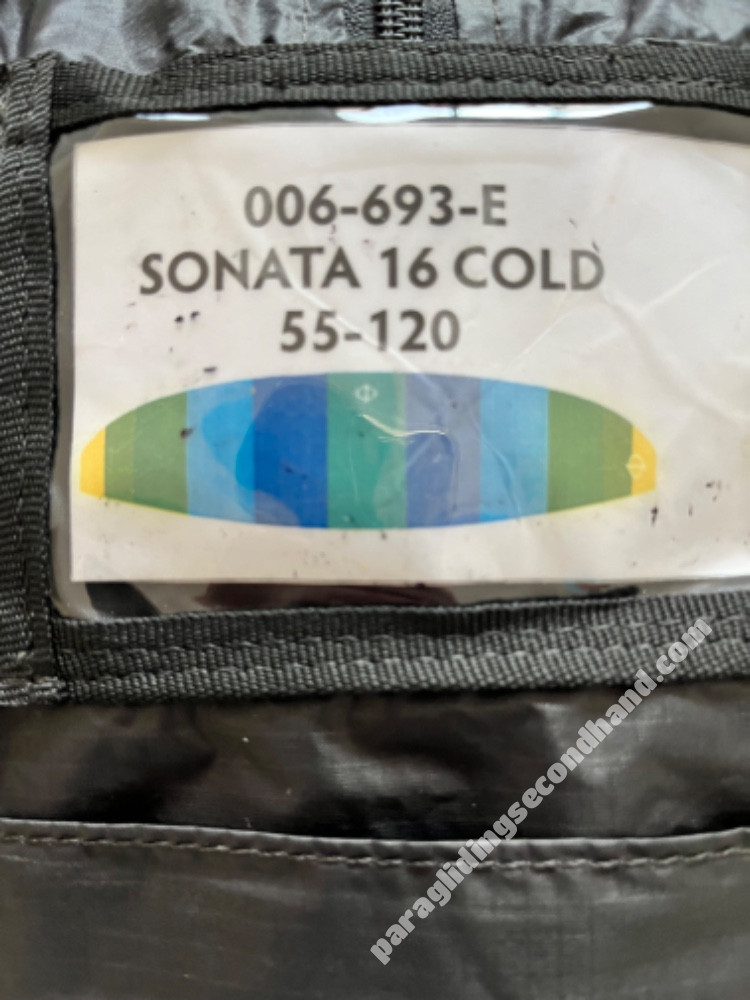 006-693-E
SONATA 16 COLD
55-120
paraglidingsecondhand.com